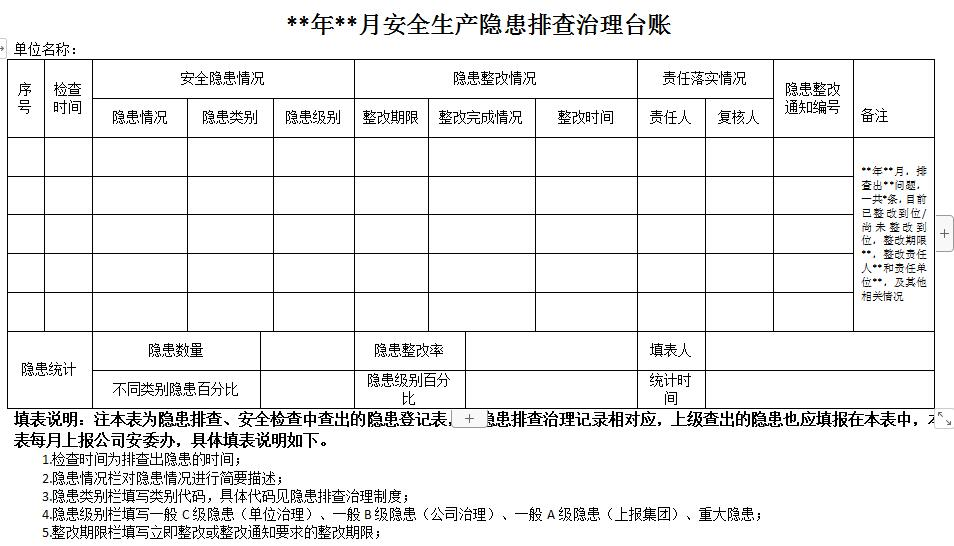 **年**月安全生产隐患排查治理台账
单位名称：
序号
检查时间
安全隐患情况
隐患整改情况
责任落实情况
隐患整改通知编号
备注
隐患情况
隐患类别
隐患级别
整改期限
整改完成情况
整改时间
责任人
复核人
**年**月，排
查出**问题，
一共*条，目前
已整改到位/
尚未整改到
位，整改期限
**，整改责任
人**和责任单
位**，及其他
相关情况
隐患统计
隐患数量
隐患整改率
填表人
不同类别隐患百分比
隐患级别百分比
统计时间
填表说明：注本表为隐患排查、安全检查中查出的隐患登记表，隐患排查治理记录相对应，上级查出的隐患也应填报在本表中，本
表每月上报公司安委办，具体填表说明如下。
1.检查时间为排查出隐患的时间；
2.隐患情况栏对隐患情况进行简要描述；
3.隐患类别栏填写类别代码，具体代码见隐患排查治理制度；
4.隐患级别栏填写一般 C 级隐患（单位治理）、一般 B 级隐患（公司治理）、一般 A 级隐患（上报集团）、重大隐患；
5.整改期限栏填写立即整改或整改通知要求的整改期限；